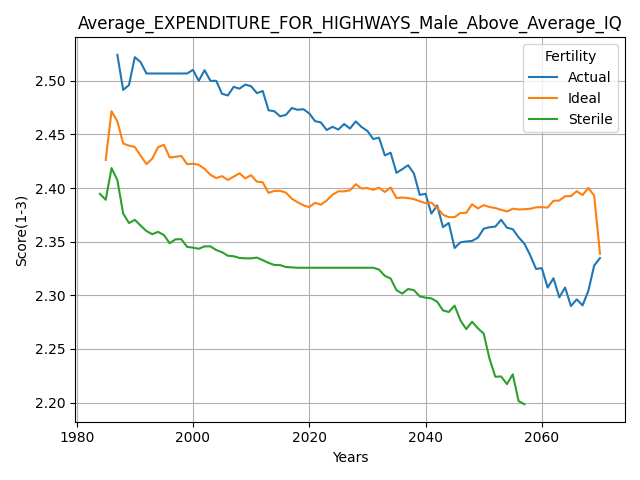 Average_EXPENDITURE_FOR_HIGHWAYS_Male_Above_Average_IQ
Fertility
Actual
Ideal
Sterile
Score(1-3)
2.50
2.45
2.40
2.35
2.30
2.25
2.20
1980 2000 2020 2040 2060
Years